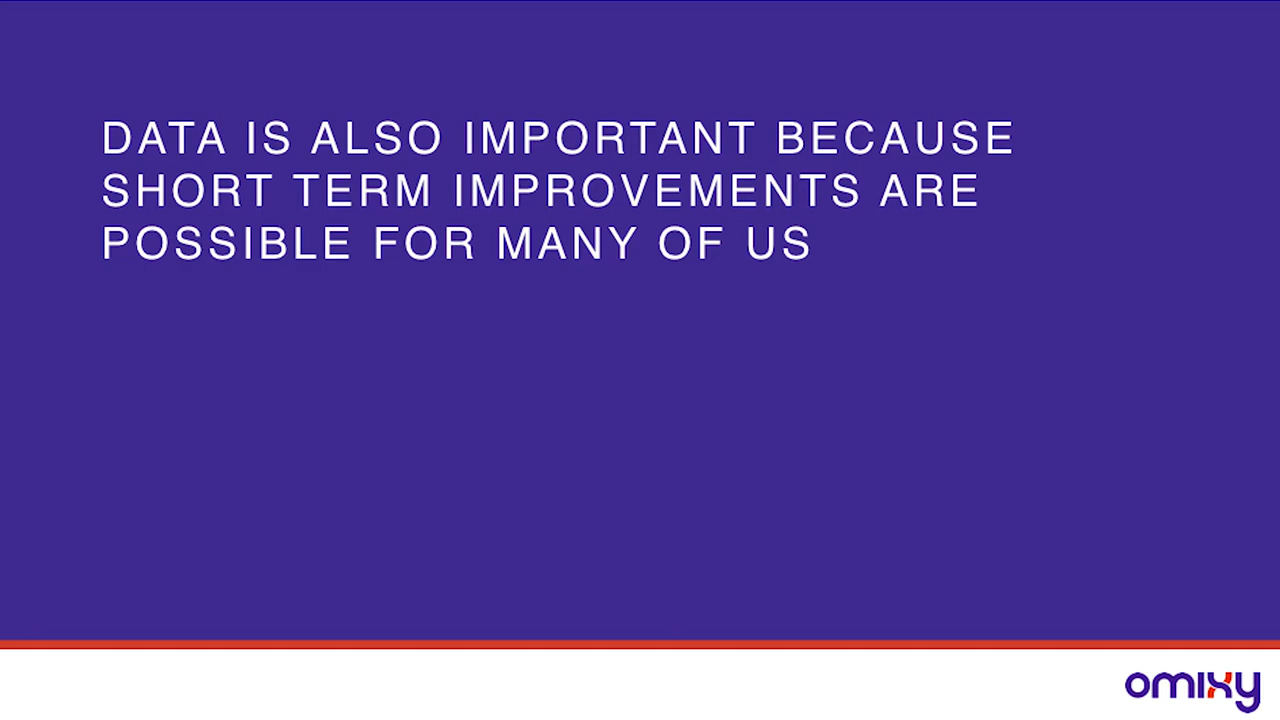 DATA IS ALSO IMPORTANT BECAUSE
SHORT TERM IMPROVEMENTS ARE
POSSIBLE FOR MANY OF US
omixy